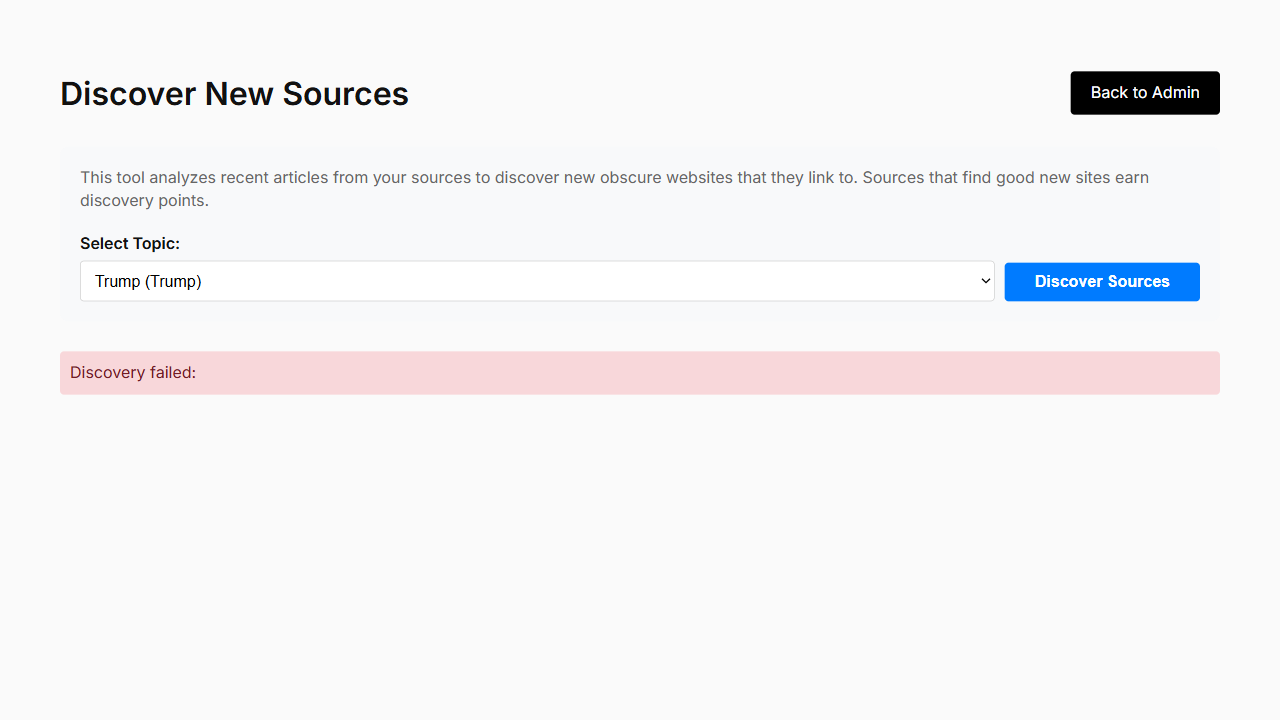 Discover New Sources
Back to Admin
This tool analyzes recent articles from your sources to discover new obscure websites that they link to. Sources that find good new sites earn
discovery points.
Select Topic:
Trump (Trump)
Discover Sources
Discovery failed: